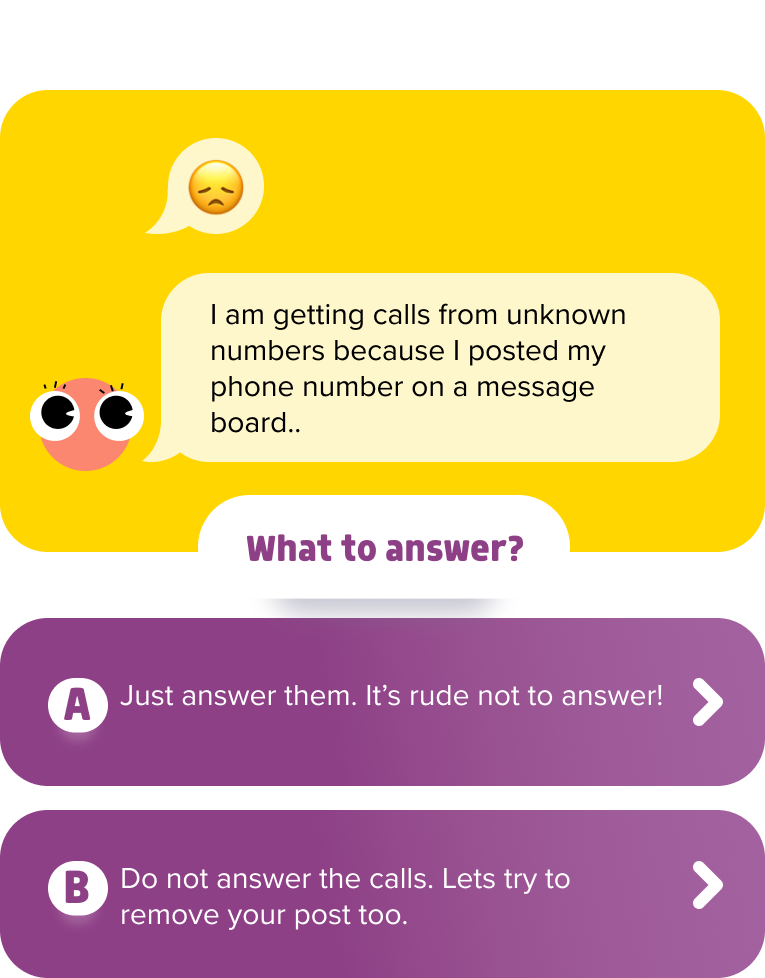 I am getting calls from unknown
numbers because I posted my
phone number on a message
board..
What to answer?
A
Just answer them. It’s rude not to answer!
B
Do not answer the calls. Lets try to
remove your post too.